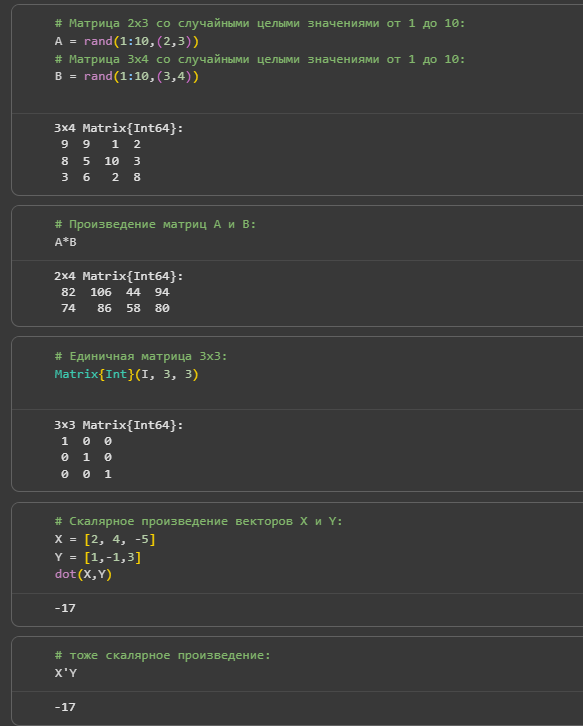 # Матрица 2x3 со случайными целыми значениями от 1 до 10:
A = rand(1:10,(2,3))
# Матрица 3x4 со случайными целыми значениями от 1 до 10:
B = rand(1:10,(3,4))
3×4 Matrix{Int64}:
9 9 1 2
8 5 10 3
3 6 2 8
# Произведение матриц A и B:
A*B
2×4 Matrix{Int64}:
82 106 44 94
74 86 58 80
# Единичная матрица 3x3:
Matrix{Int}(I, 3, 3)
3×3 Matrix{Int64}:
1 0 0
0 1 0
0 0 1
# Скалярное произведение векторов X и Y:
X = [2, 4, -5]
Y = [1,-1,3]
dot(X,Y)
-17
# тоже скалярное произведение:
X'Y
-17